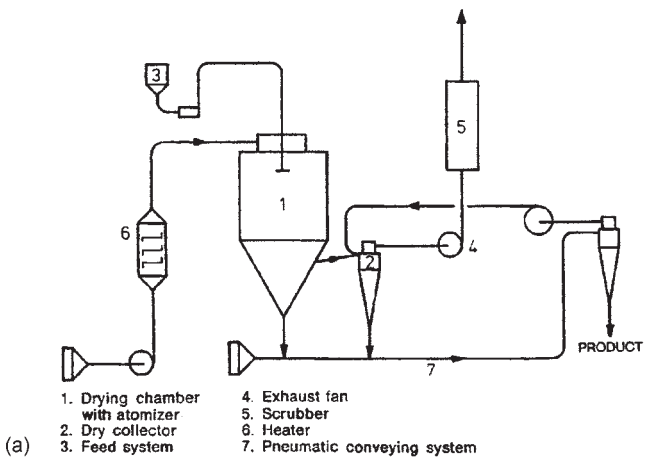 3
5
1
6
4
2
PRODUCT
7
1. Drying chamber
with atomizer
2. Dry collector
3. Feed system
4. Exhaust fan
5. Scrubber
6. Heater
7. Pneumatic conveying system
(a)